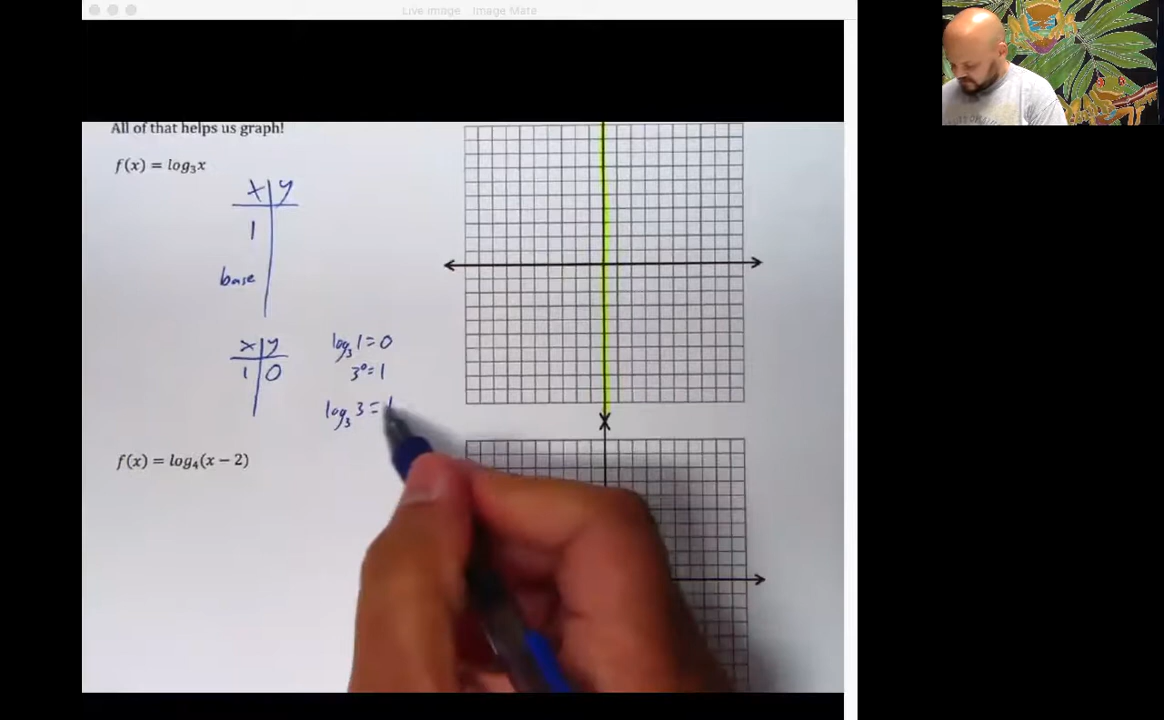 Live image Image Mate
All of that helps us graph!
f(x) = log₃x
x y
1
base
x y
1 0
log₃ 1 = 0
3⁰ = 1
log₃ 3 = 1
f(x) = log₄(x − 2)